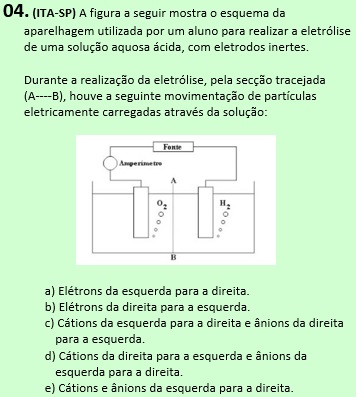 04. (ITA-SP) A figura a seguir mostra o esquema da
aparelhagem utilizada por um aluno para realizar a eletrólise
de uma solução aquosa ácida, com eletrodos inertes.
Durante a realização da eletrólise, pela secção tracejada
(A----B), houve a seguinte movimentação de partículas
eletricamente carregadas através da solução:
Fonte
Amperímetro
A
O₂
H₂
B
a) Elétrons da esquerda para a direita.
b) Elétrons da direita para a esquerda.
c) Cátions da esquerda para a direita e ânions da direita
para a esquerda.
d) Cátions da direita para a esquerda e ânions da
esquerda para a direita.
e) Cátions e ânions da esquerda para a direita.